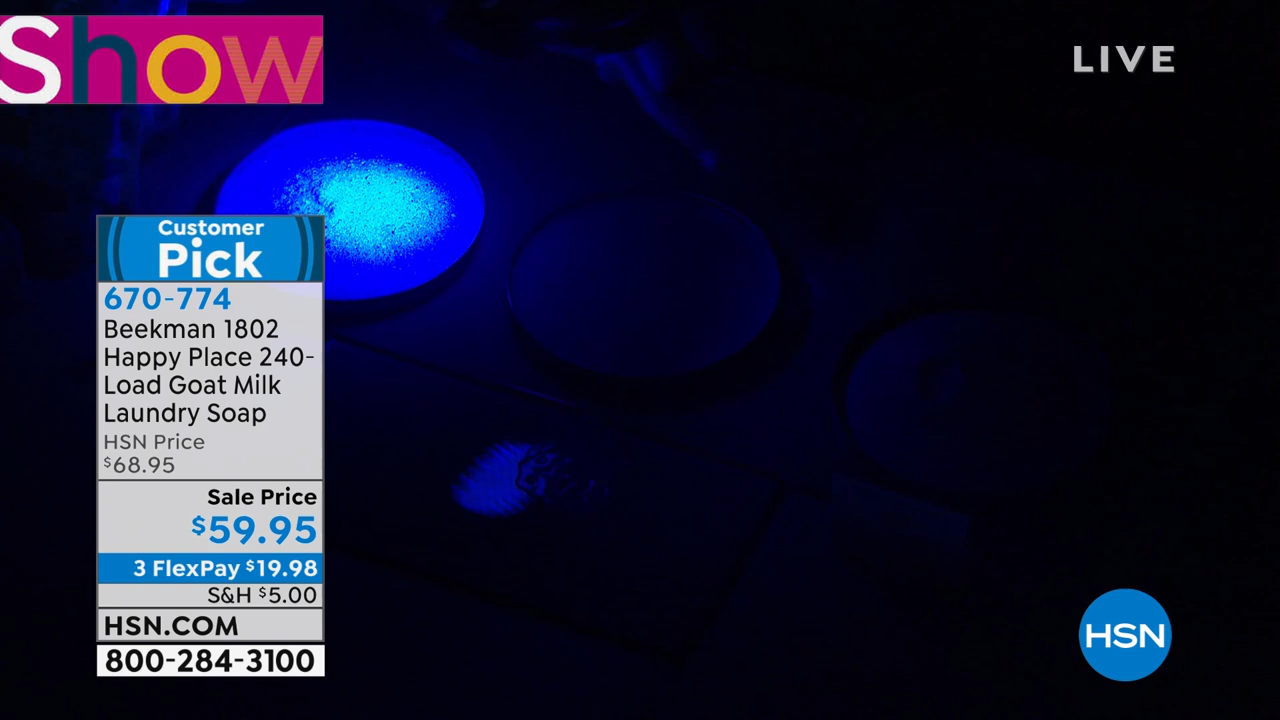 Show
LIVE
Customer
Pick
670-774
Beekman 1802
Happy Place 240-
Load Goat Milk
Laundry Soap
HSN Price
$68.95
Sale Price
$59.95
3 FlexPay $19.98
S&H $5.00
HSN.COM
800-284-3100
HSN